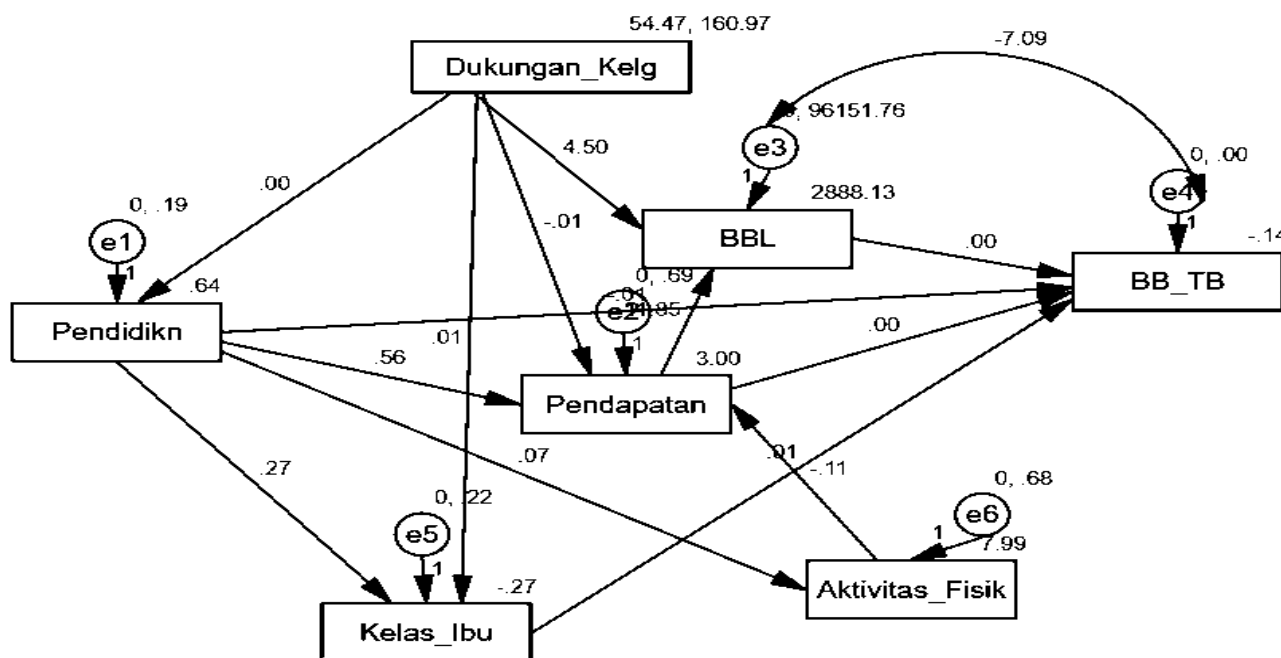 54.47, 160.97
Dukungan_Kelg
-7.09
96151.76
e3
4.50
1
0, .00
e4
.00
2888.13
1
0, .19
-.01
BBL
.00
-.14
e1
BB_TB
1
0, .69
.64
-.01
e2
Pendidikn
.01
.00
.56
1
3.00
Pendapatan
.07
.01
-.11
.27
0, .22
0, .68
e5
e6
1
1
7.99
-.27
Aktivitas_Fisik
Kelas_Ibu